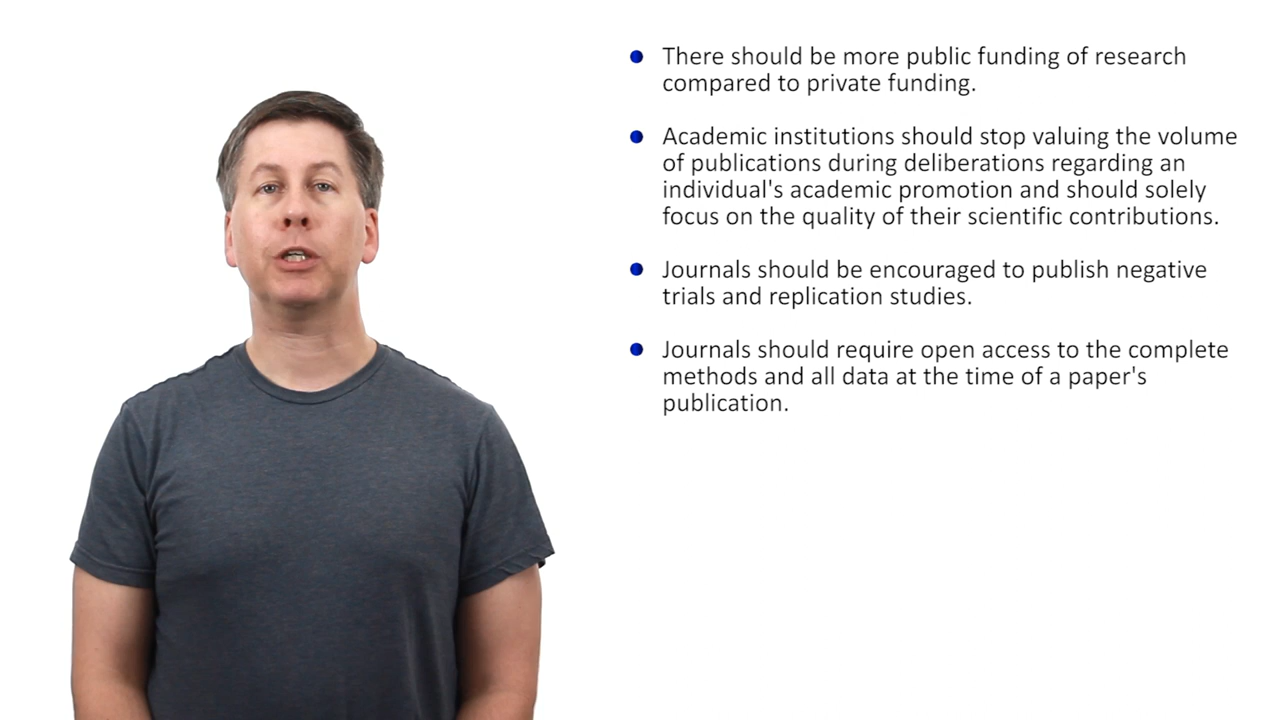 There should be more public funding of research
compared to private funding.
Academic institutions should stop valuing the volume
of publications during deliberations regarding an
individual's academic promotion and should solely
focus on the quality of their scientific contributions.
Journals should be encouraged to publish negative
trials and replication studies.
Journals should require open access to the complete
methods and all data at the time of a paper's
publication.